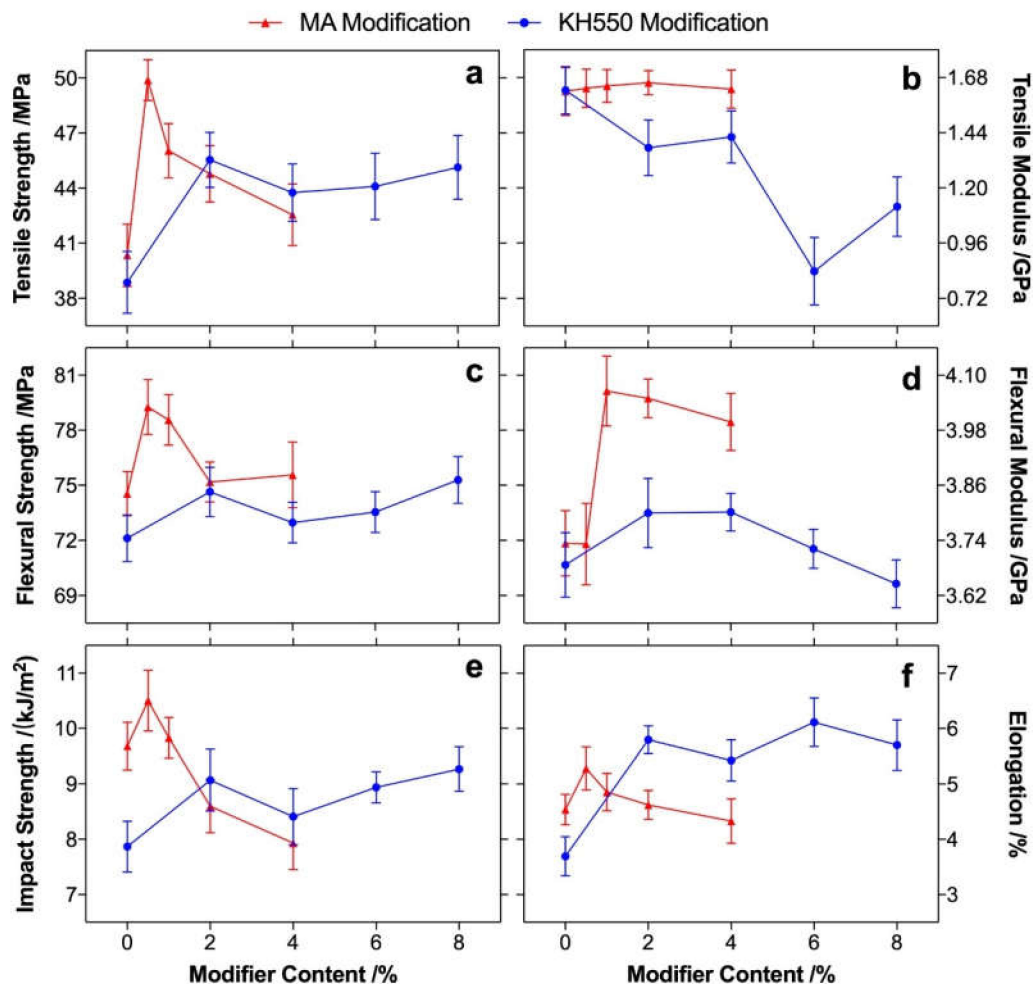 MA Modification KH550 Modification
a
50
47
44
41
38
Tensile Strength /MPa
b
1.68
1.44
1.20
0.96
0.72
Tensile Modulus /GPa
c
81
78
75
72
69
Flexural Strength /MPa
d
4.10
3.98
3.86
3.74
3.62
Flexural Modulus /GPa
e
11
10
9
8
7
Impact Strength /(kJ/m²)
f
7
6
5
4
3
Elongation /%
0 2 4 6 8 0 2 4 6 8
Modifier Content /% Modifier Content /%